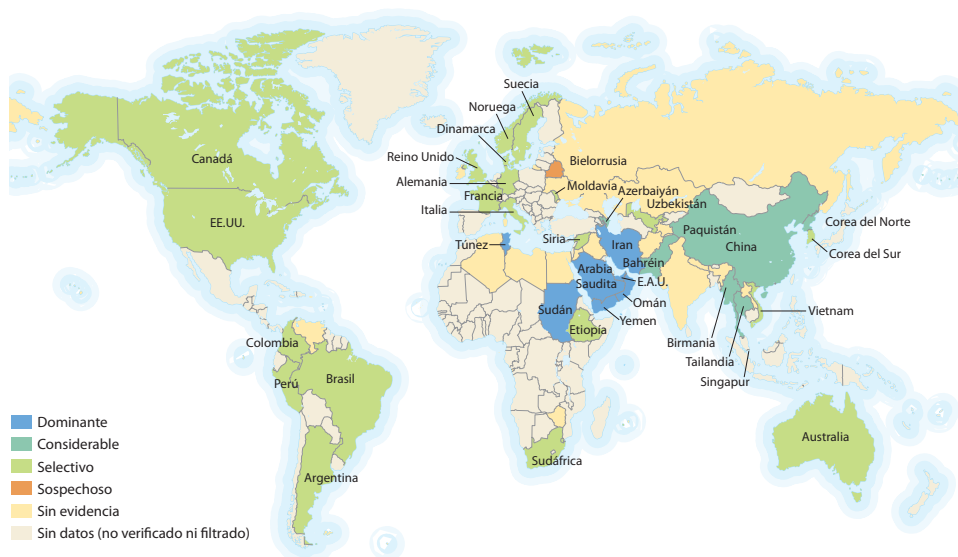 Suecia
Noruega
Dinamarca
Reino Unido
Bielorrusia
Canadá
Alemania
Moldavia
Azerbaiyán
Francia
Uzbekistán
Italia
EE.UU.
Paquistán
Corea del Norte
Túnez
Siria
Iran
China
Corea del Sur
Bahréin
Arabia
Saudita
E.A.U.
Omán
Sudán
Yemen
Vietnam
Etiopía
Birmania
Colombia
Tailandia
Singapur
Perú
Brasil
Dominante
Considerable
Australia
Selectivo
Sudáfrica
Argentina
Sospechoso
Sin evidencia
Sin datos (no verificado ni filtrado)